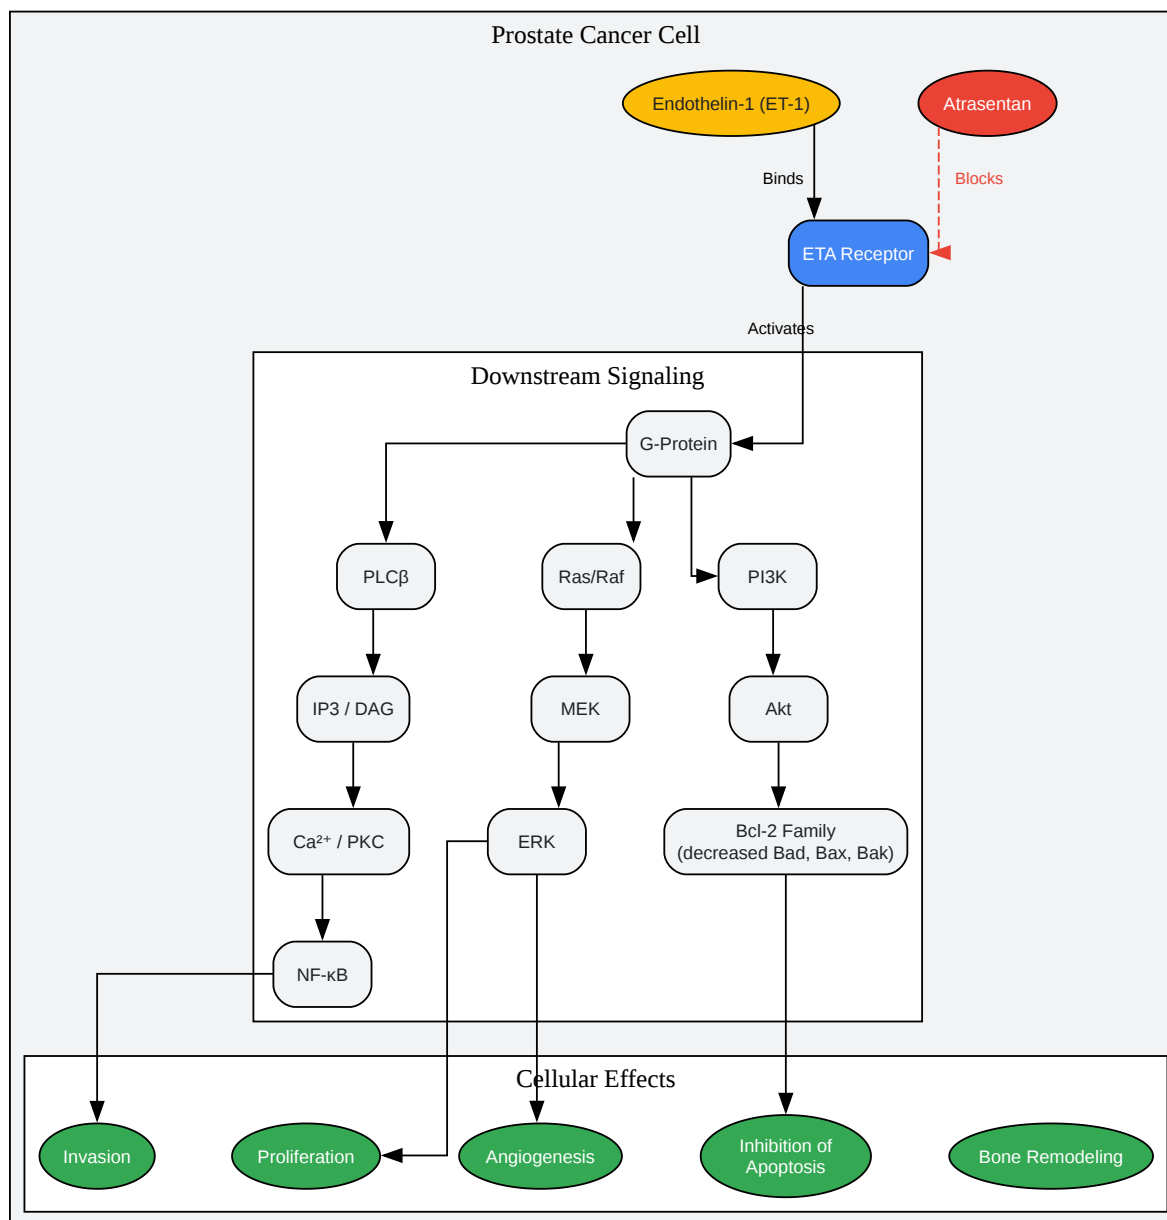 Prostate Cancer Cell
Endothelin-1 (ET-1)
Atrasentan
Binds
Blocks
ETA Receptor
Activates
Downstream Signaling
G-Protein
PLCβ
Ras/Raf
PI3K
IP3 / DAG
MEK
Akt
Ca²⁺ / PKC
ERK
Bcl-2 Family
(decreased Bad, Bax, Bak)
NF-κB
Cellular Effects
Invasion
Proliferation
Angiogenesis
Inhibition of
Apoptosis
Bone Remodeling